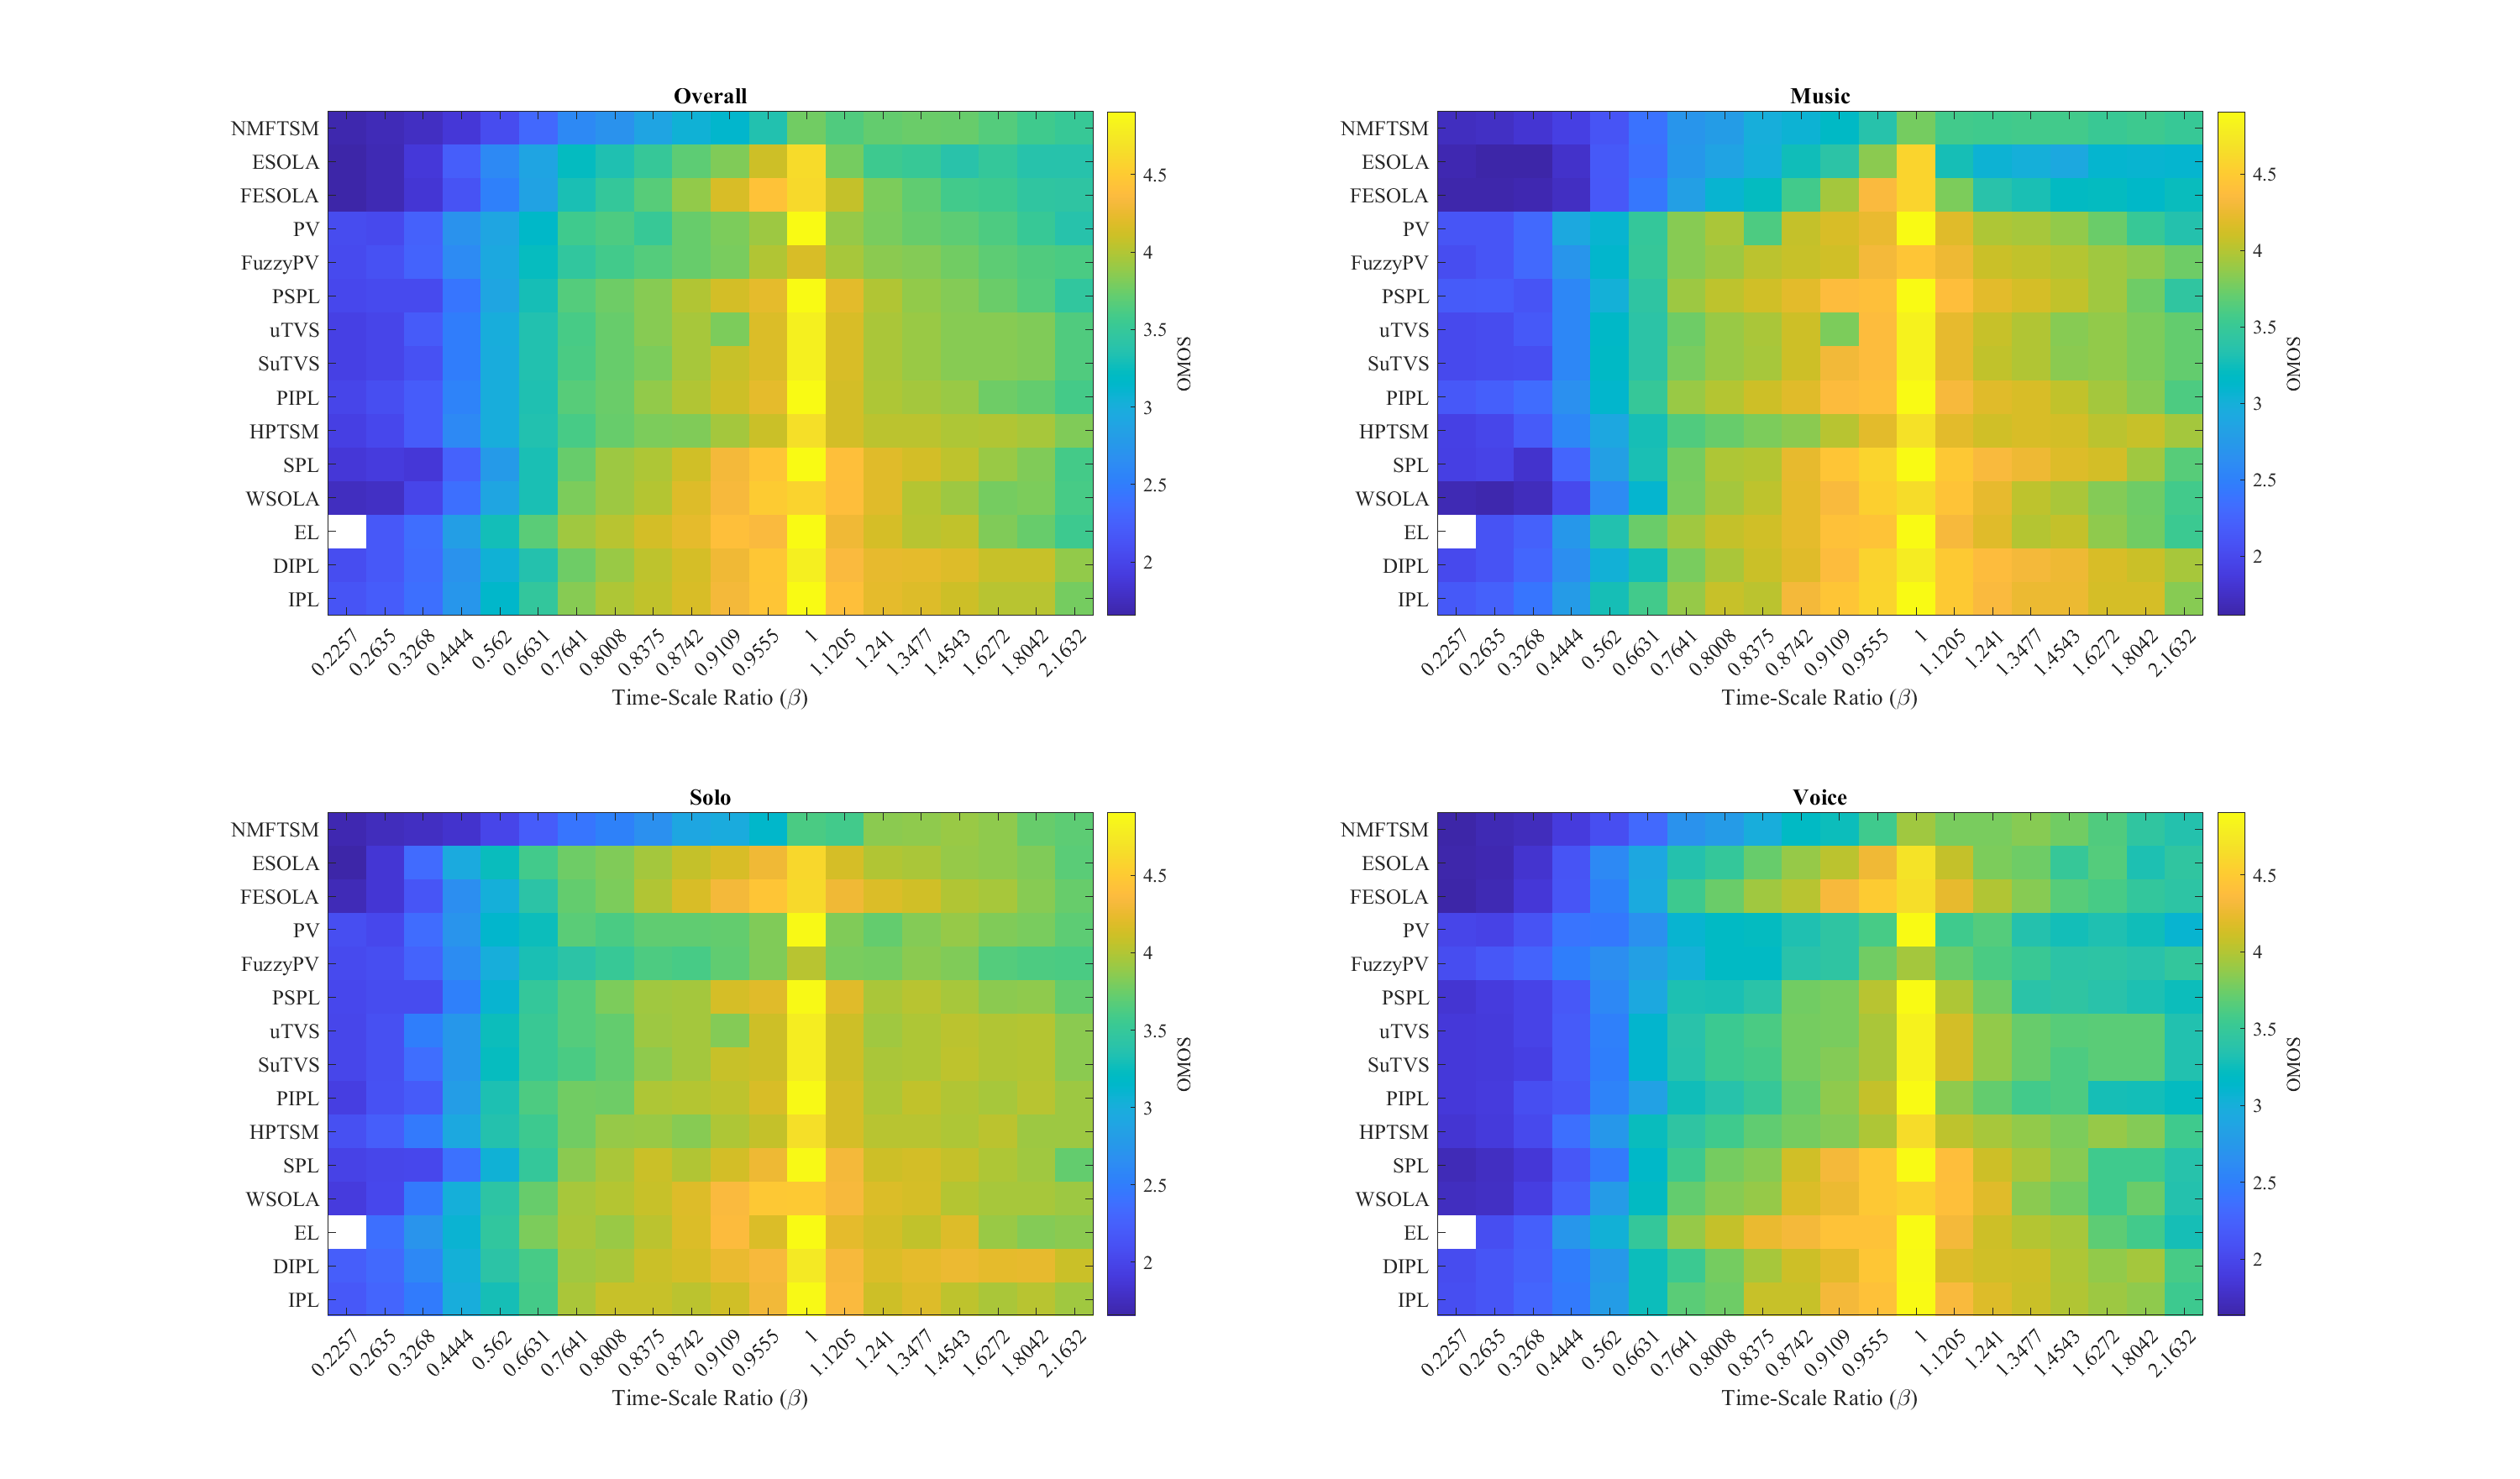 Overall
NMFTSM
ESOLA
FESOLA
PV
FuzzyPV
PSPL
uTVS
SuTVS
PIPL
HPTSM
SPL
WSOLA
EL
DIPL
IPL
0.2257 0.2635 0.3268 0.4444 0.562 0.6631 0.7641 0.8008 0.8375 0.8742 0.9109 0.9555 1 1.1205 1.241 1.3477 1.4543 1.6272 1.8042 2.1632
Time-Scale Ratio (β)
4.5
4
3.5
3
2.5
2
OMOS
Music
NMFTSM
ESOLA
FESOLA
PV
FuzzyPV
PSPL
uTVS
SuTVS
PIPL
HPTSM
SPL
WSOLA
EL
DIPL
IPL
0.2257 0.2635 0.3268 0.4444 0.562 0.6631 0.7641 0.8008 0.8375 0.8742 0.9109 0.9555 1 1.1205 1.241 1.3477 1.4543 1.6272 1.8042 2.1632
Time-Scale Ratio (β)
4.5
4
3.5
3
2.5
2
OMOS
Solo
NMFTSM
ESOLA
FESOLA
PV
FuzzyPV
PSPL
uTVS
SuTVS
PIPL
HPTSM
SPL
WSOLA
EL
DIPL
IPL
0.2257 0.2635 0.3268 0.4444 0.562 0.6631 0.7641 0.8008 0.8375 0.8742 0.9109 0.9555 1 1.1205 1.241 1.3477 1.4543 1.6272 1.8042 2.1632
Time-Scale Ratio (β)
4.5
4
3.5
3
2.5
2
OMOS
Voice
NMFTSM
ESOLA
FESOLA
PV
FuzzyPV
PSPL
uTVS
SuTVS
PIPL
HPTSM
SPL
WSOLA
EL
DIPL
IPL
0.2257 0.2635 0.3268 0.4444 0.562 0.6631 0.7641 0.8008 0.8375 0.8742 0.9109 0.9555 1 1.1205 1.241 1.3477 1.4543 1.6272 1.8042 2.1632
Time-Scale Ratio (β)
4.5
4
3.5
3
2.5
2
OMOS